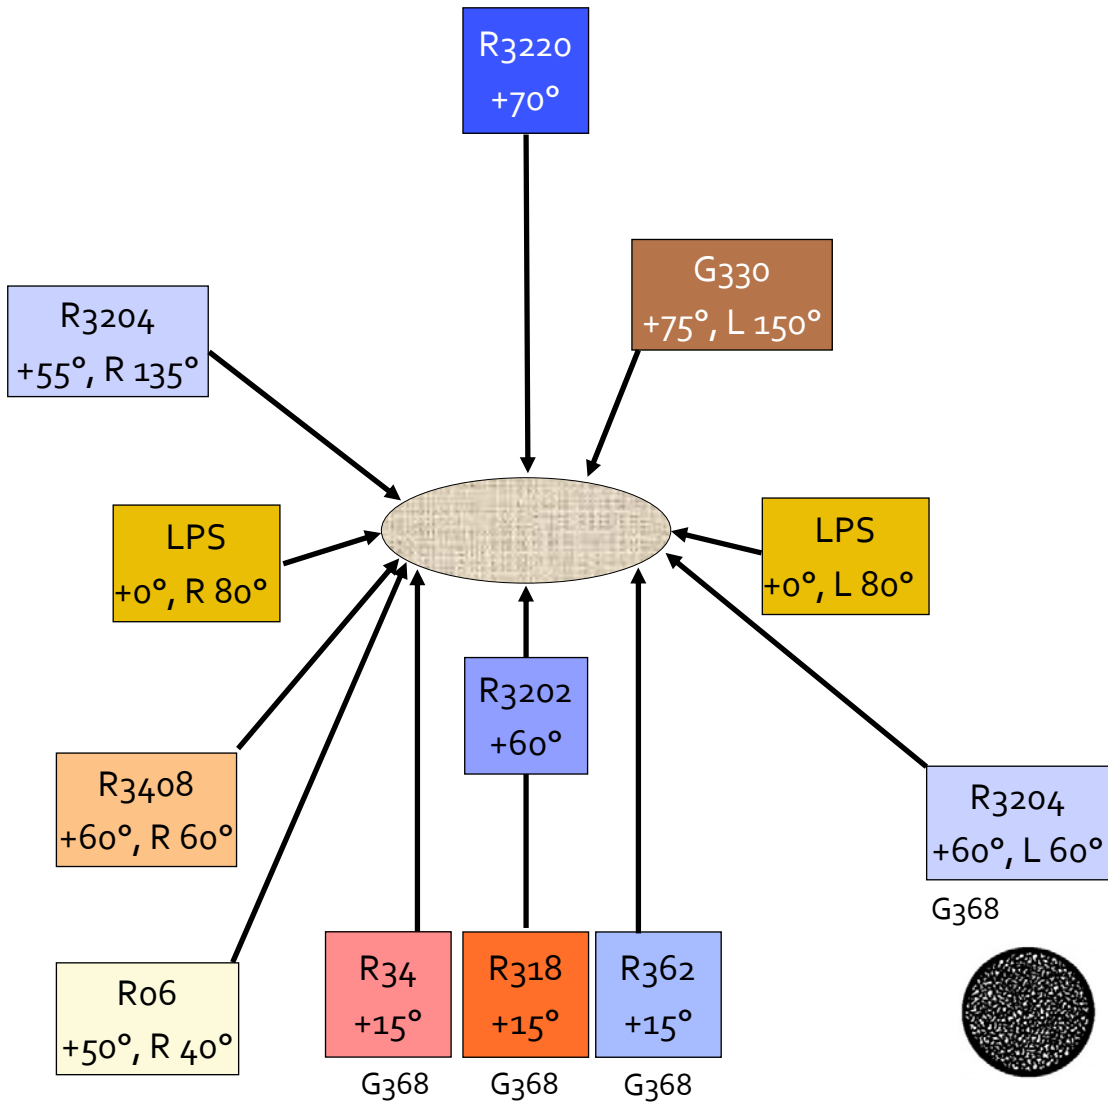 R3220
+70°
G330
+75°, L 150°
R3204
+55°, R 135°
LPS
+0°, R 80°
LPS
+0°, L 80°
R3202
+60°
R3408
+60°, R 60°
R3204
+60°, L 60°
G368
R06
+50°, R 40°
R34
+15°
G368
R318
+15°
G368
R362
+15°
G368